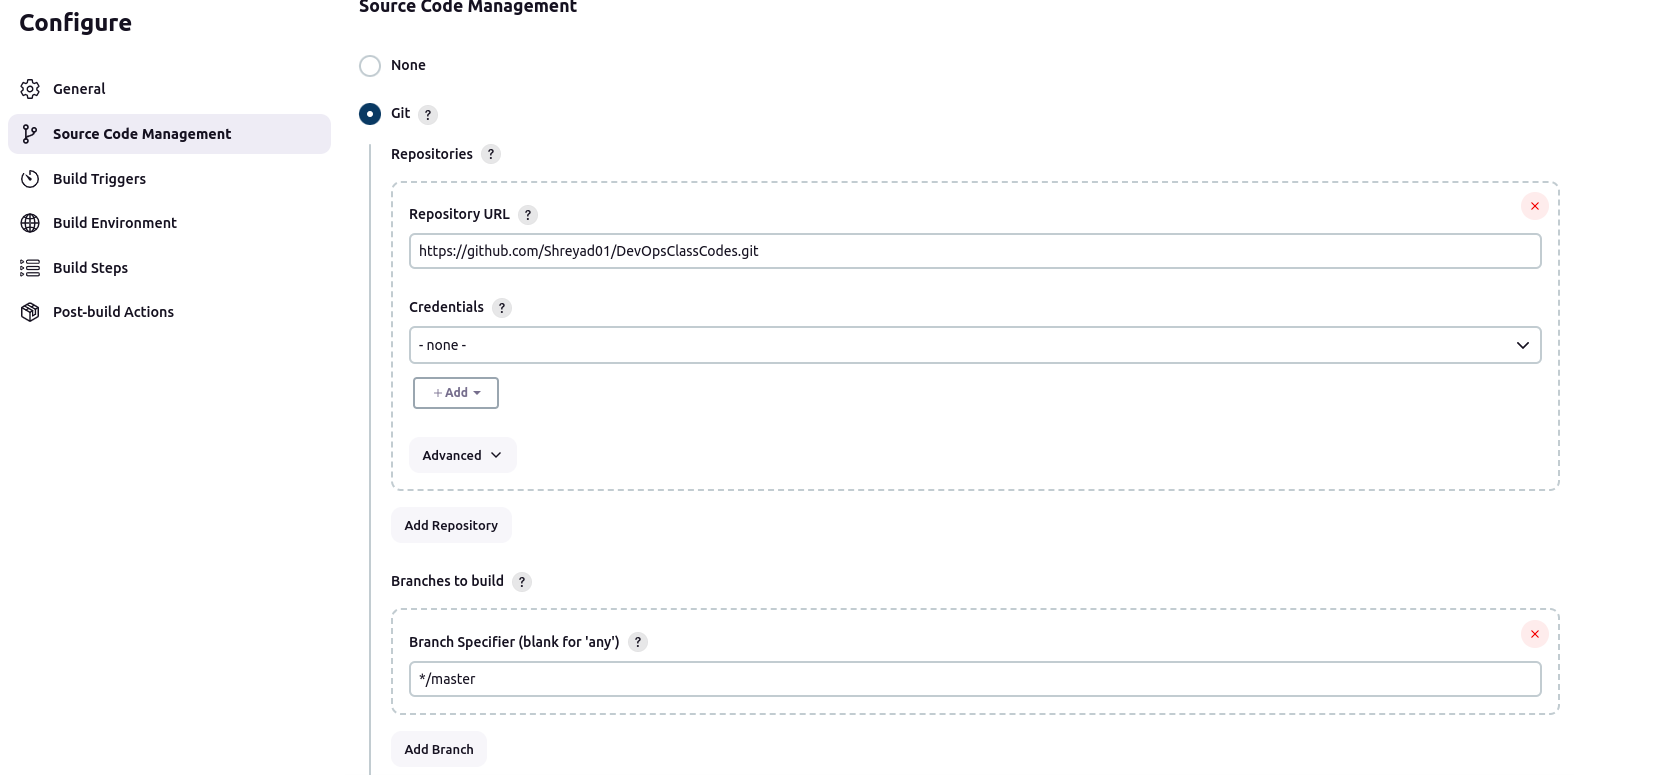 Configure
General
Source Code Management
Build Triggers
Build Environment
Build Steps
Post-build Actions
Source Code Management
None
Git ?
Repositories ?
Repository URL ?
https://github.com/Shreyad01/DevOpsClassCodes.git
Credentials ?
- none -
+ Add
Advanced
Add Repository
Branches to build ?
Branch Specifier (blank for 'any') ?
*/master
Add Branch